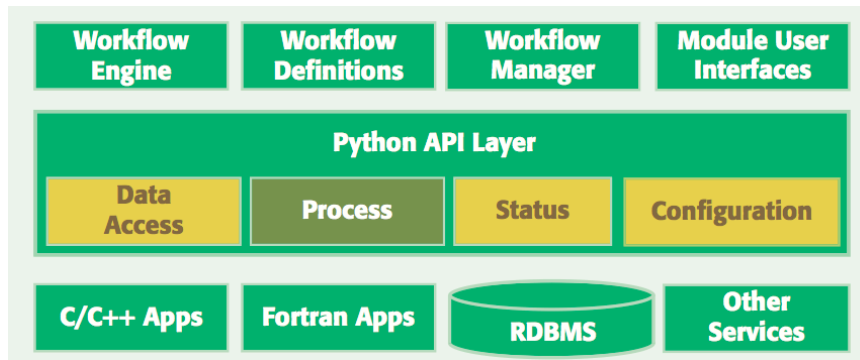 Workflow
Engine
Workflow
Definitions
Workflow
Manager
Module User
Interfaces
Python API Layer
Data
Access
Process
Status
Configuration
C/C++ Apps
Fortran Apps
RDBMS
Other
Services